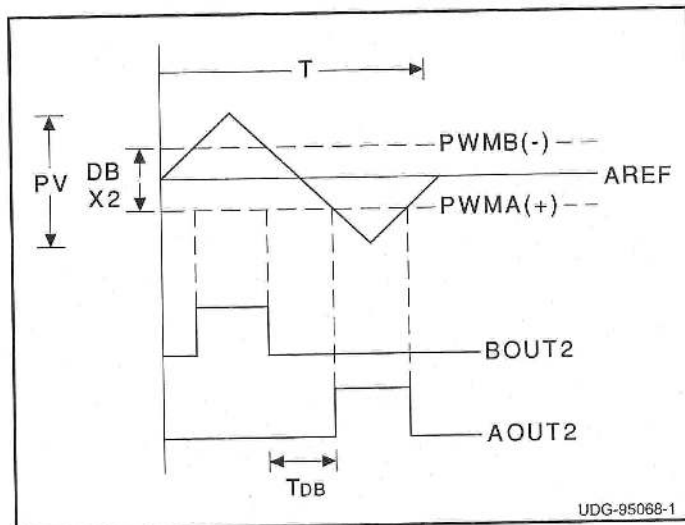 T
PWMB(-)
DB
X2
PV
AREF
PWMA(+)
BOUT2
AOUT2
TDB
UDG-95068-1